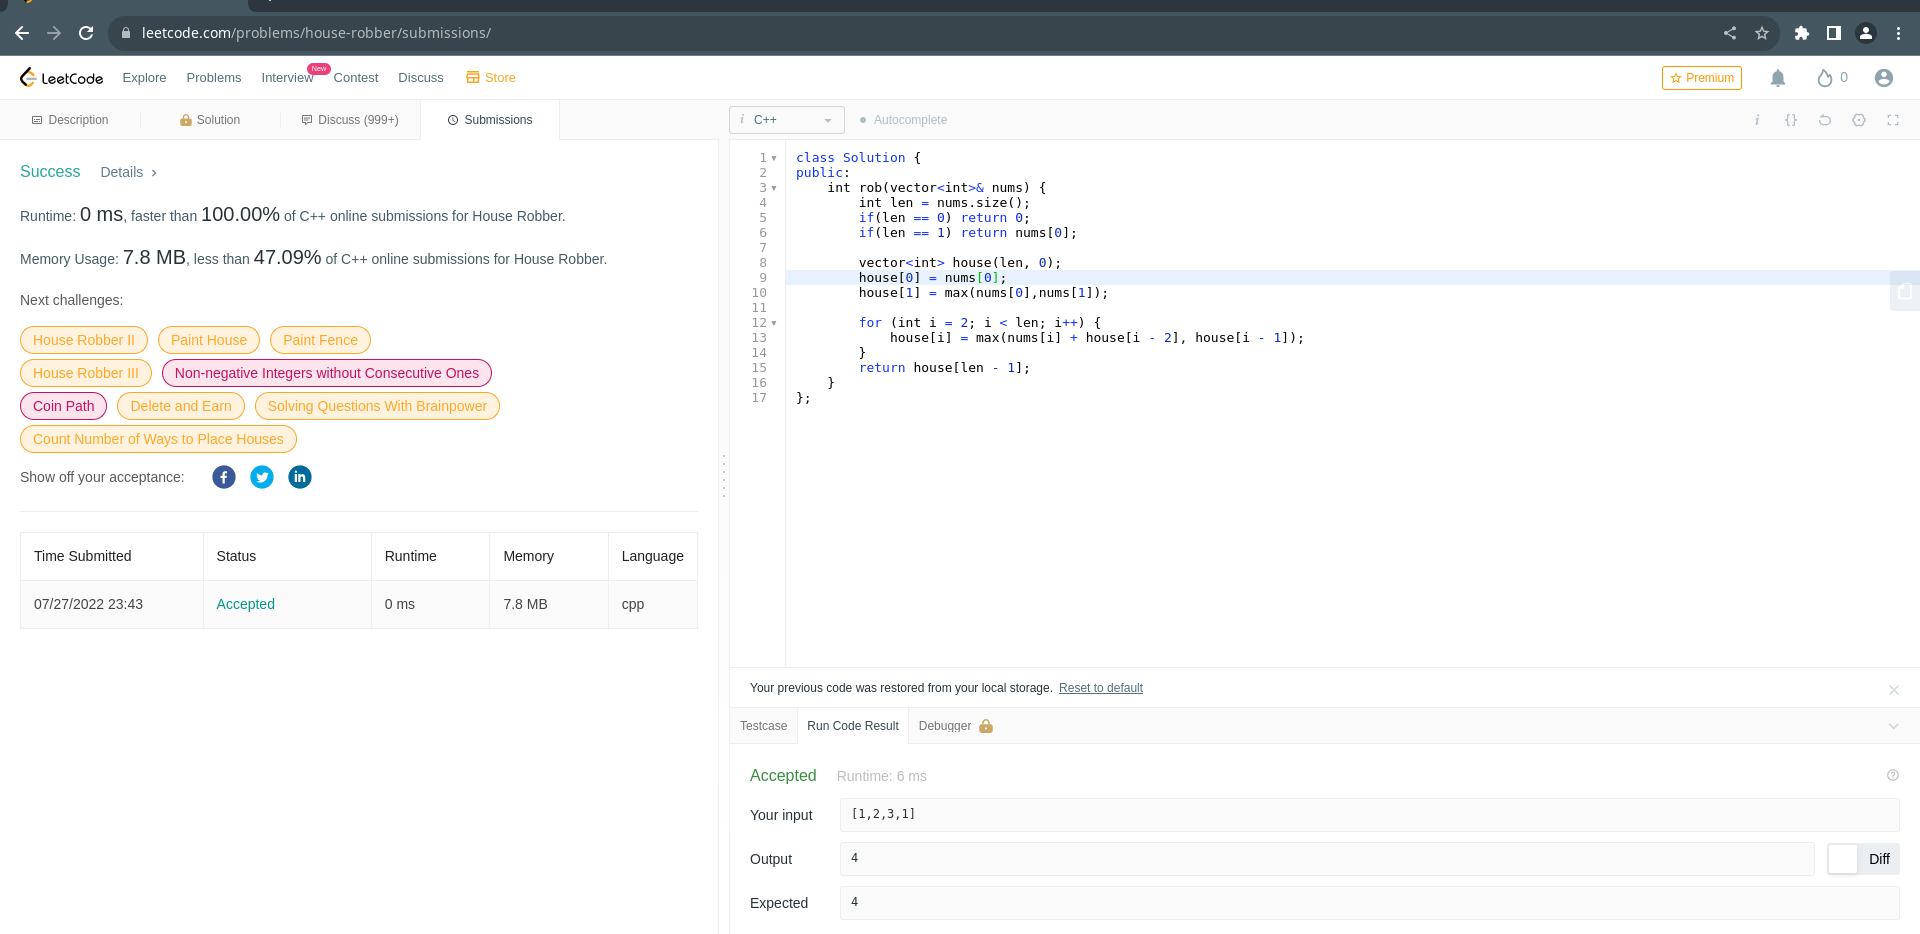 leetcode.com/problems/house-robber/submissions/
LeetCode Explore Problems Interview New Contest Discuss Store Premium 0
Description Solution Discuss (999+) Submissions
i C++ Autocomplete i {}
Success Details
Runtime: 0 ms, faster than 100.00% of C++ online submissions for House Robber.
Memory Usage: 7.8 MB, less than 47.09% of C++ online submissions for House Robber.
Next challenges:
House Robber II Paint House Paint Fence
House Robber III Non-negative Integers without Consecutive Ones
Coin Path Delete and Earn Solving Questions With Brainpower
Count Number of Ways to Place Houses
Show off your acceptance:
Time Submitted Status Runtime Memory Language
07/27/2022 23:43 Accepted 0 ms 7.8 MB cpp
1 class Solution {
2 public:
3     int rob(vector<int>& nums) {
4         int len = nums.size();
5         if(len == 0) return 0;
6         if(len == 1) return nums[0];
7
8         vector<int> house(len, 0);
9         house[0] = nums[0];
10         house[1] = max(nums[0],nums[1]);
11
12         for (int i = 2; i < len; i++) {
13             house[i] = max(nums[i] + house[i - 2], house[i - 1]);
14         }
15         return house[len - 1];
16     }
17 };
Your previous code was restored from your local storage. Reset to default
Testcase Run Code Result Debugger
Accepted Runtime: 6 ms
Your input [1,2,3,1]
Output 4 Diff
Expected 4